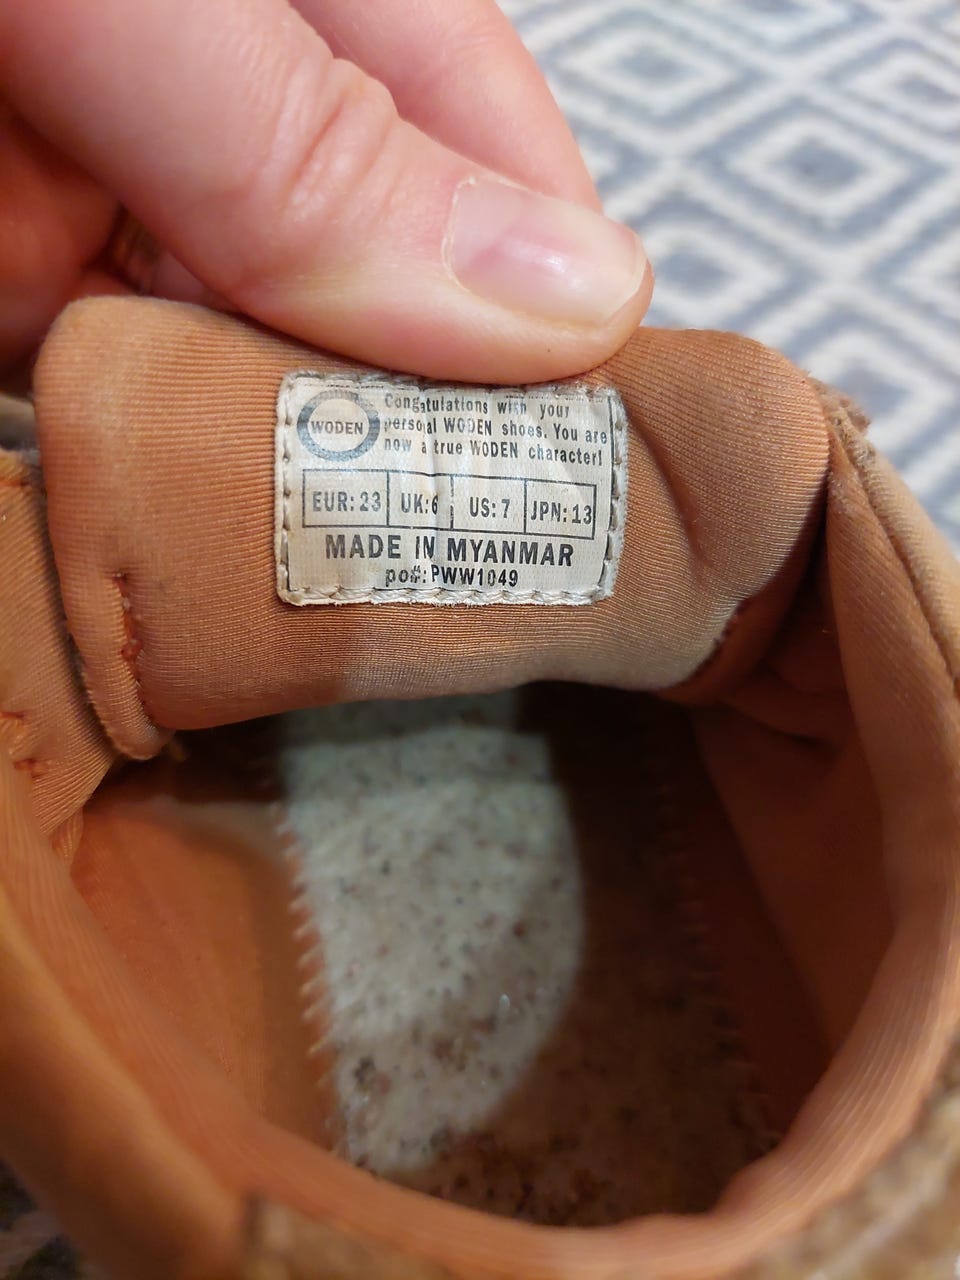 WODEN
Congatulations wish your
personal WODEN shoes. You are
now a true WODEN character!
EUR: 23 UK:6 US: 7 JPN: 13
MADE IN MYANMAR
po#: PWW1049